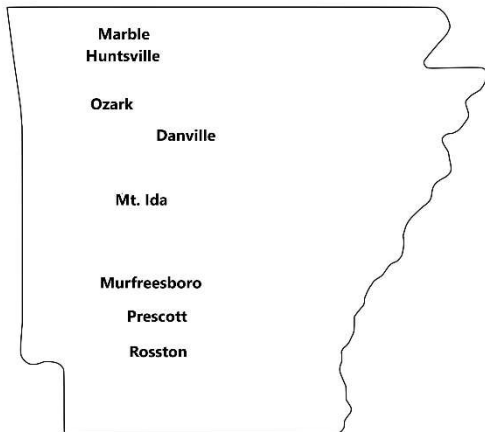 Marble
Huntsville
Ozark
Danville
Mt. Ida
Murfreesboro
Prescott
Rosston